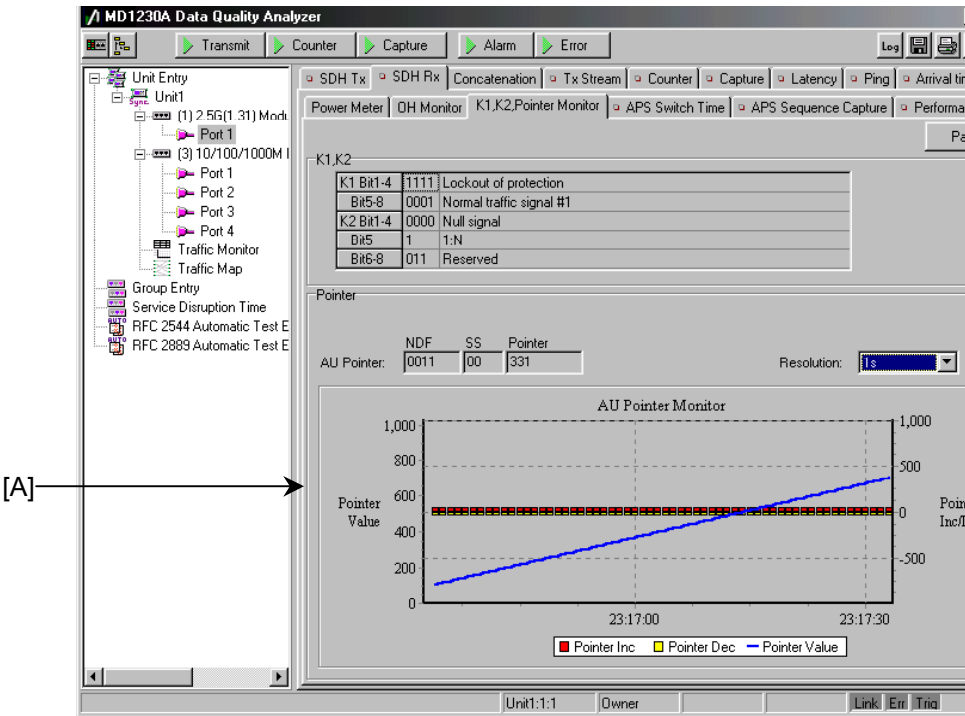 MD1230A Data Quality Analyzer
Transmit Counter Capture Alarm Error Log
Unit Entry
Unit1
Sync.
(1) 2.5G(1.31) Modu
Port 1
(3) 10/100/1000M I
Port 1
Port 2
Port 3
Port 4
Traffic Monitor
Traffic Map
Group Entry
Service Disruption Time
AUTO
RFC 2544 Automatic Test E
AUTO
RFC 2889 Automatic Test E
SDH Tx SDH Rx Concatenation Tx Stream Counter Capture Latency Ping Arrival ti
Power Meter OH Monitor K1,K2,Pointer Monitor APS Switch Time APS Sequence Capture Performa
Pa
K1,K2
K1 Bit1-4 1111 Lockout of protection
Bit5-8 0001 Normal traffic signal #1
K2 Bit1-4 0000 Null signal
Bit5 1 1:N
Bit6-8 011 Reserved
Pointer
NDF SS Pointer
AU Pointer: 0011 00 331 Resolution: 1s
AU Pointer Monitor
1,000 1,000
800 500
600 0
400 -500
200
0
Pointer
Value
Poin
Inc/
23:17:00 23:17:30
Pointer Inc Pointer Dec Pointer Value
[A]
Unit1:1:1 Owner Link Err Trig